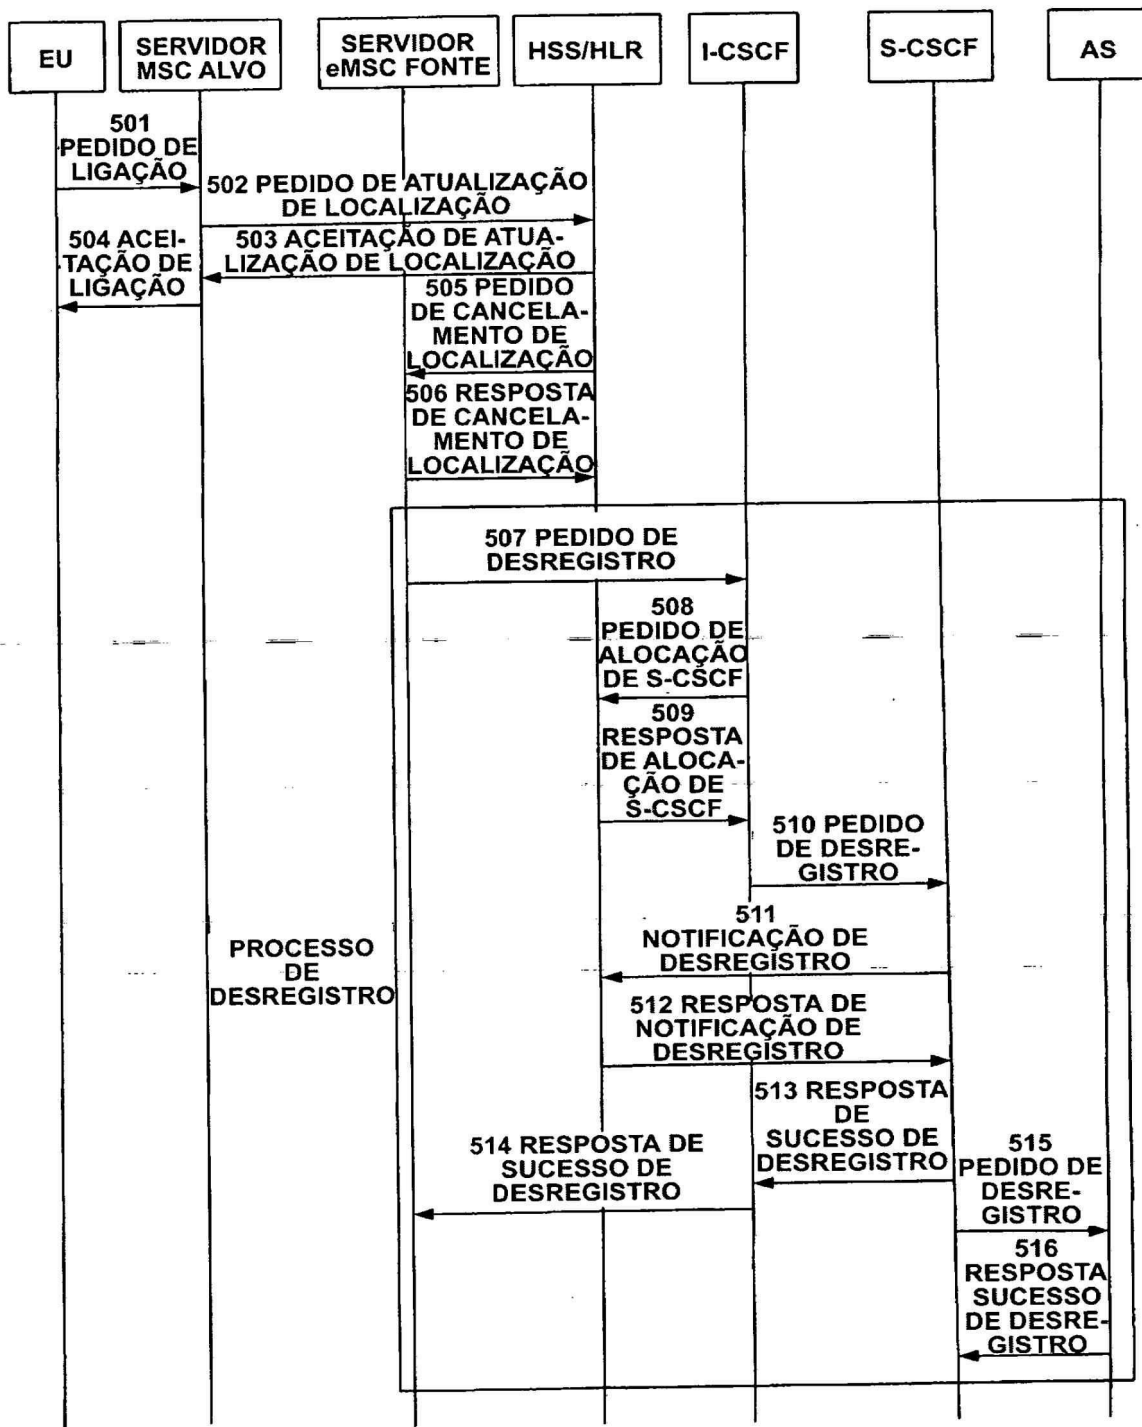 EU
SERVIDOR
MSC ALVO
SERVIDOR
eMSC FONTE
HSS/HLR
I-CSCF
S-CSCF
AS
501
PEDIDO DE
LIGAÇÃO
502 PEDIDO DE ATUALIZAÇÃO
DE LOCALIZAÇÃO
503 ACEITAÇÃO DE ATUA-
LIZAÇÃO DE LOCALIZAÇÃO
504 ACEI-
TAÇÃO DE
LIGAÇÃO
505 PEDIDO
DE CANCELA-
MENTO DE
LOCALIZAÇÃO
506 RESPOSTA
DE CANCELA-
MENTO DE
LOCALIZAÇÃO
507 PEDIDO DE
DESREGISTRO
508
PEDIDO DE
ALOCAÇÃO
DE S-CSCF
509
RESPOSTA
DE ALOCA-
ÇÃO DE
S-CSCF
510 PEDIDO
DE DESRE-
GISTRO
511
NOTIFICAÇÃO DE
DESREGISTRO
PROCESSO
DE
DESREGISTRO
512 RESPOSTA DE
NOTIFICAÇÃO DE
DESREGISTRO
513 RESPOSTA
DE
SUCESSO DE
DESREGISTRO
514 RESPOSTA DE
SUCESSO DE
DESREGISTRO
515
PEDIDO DE
DESRE-
GISTRO
516
RESPOSTA
SUCESSO
DE DESRE-
GISTRO